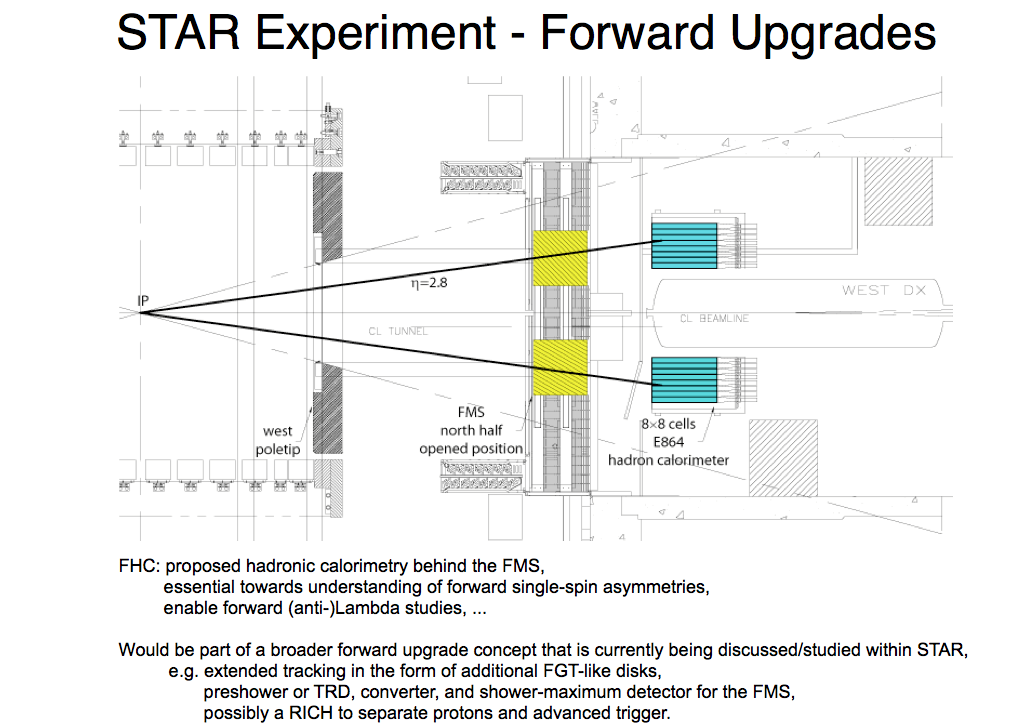 STAR Experiment - Forward Upgrades
IP
η=2.8
WEST DX
CL BEAMLINE
CL TUNNEL
west
poletip
FMS
north half
opened position
8×8 cells
E864
hadron calorimeter
FHC: proposed hadronic calorimetry behind the FMS,
essential towards understanding of forward single-spin asymmetries,
enable forward (anti-)Lambda studies, ...
Would be part of a broader forward upgrade concept that is currently being discussed/studied within STAR,
e.g. extended tracking in the form of additional FGT-like disks,
preshower or TRD, converter, and shower-maximum detector for the FMS,
possibly a RICH to separate protons and advanced trigger.